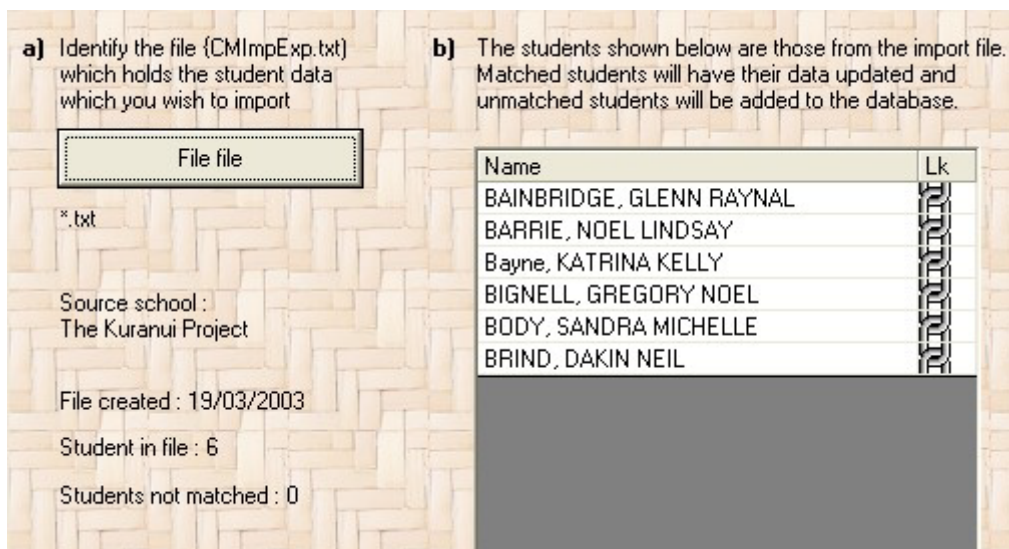 a) Identify the file {CMImpExp.txt)
which holds the student data
which you wish to import
File file
*.txt
Source school :
The Kuranui Project
File created : 19/03/2003
Student in file : 6
Students not matched : 0
b) The students shown below are those from the import file.
Matched students will have their data updated and
unmatched students will be added to the database.
Name Lk
BAINBRIDGE, GLENN RAYNAL
BARRIE, NOEL LINDSAY
Bayne, KATRINA KELLY
BIGNELL, GREGORY NOEL
BODY, SANDRA MICHELLE
BRIND, DAKIN NEIL